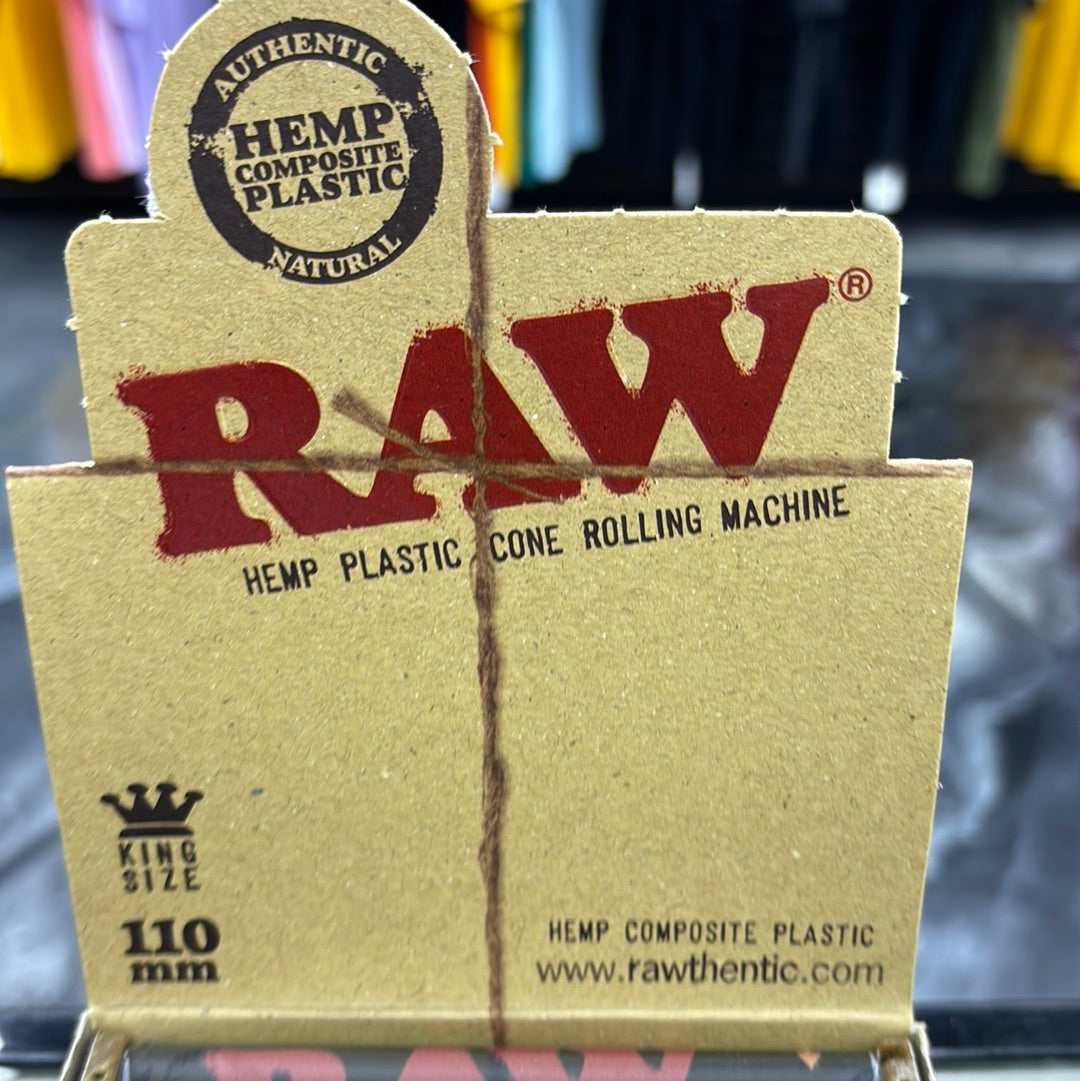 AUTHENTIC
HEMP
COMPOSITE
PLASTIC
NATURAL
RAW®
HEMP PLASTIC CONE ROLLING MACHINE
KING
SIZE
110
mm
HEMP COMPOSITE PLASTIC
www.rawthentic.com
RAW